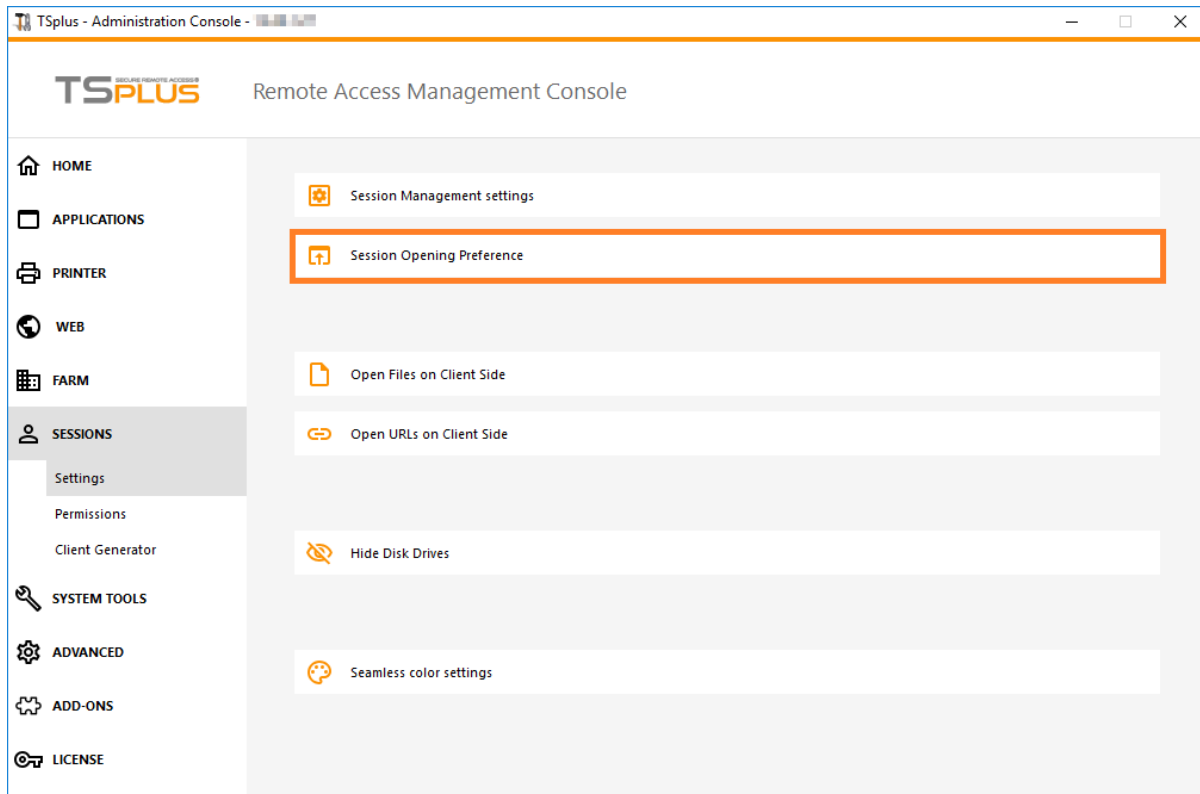 TSplus - Administration Console -
TSPLUS SECURE REMOTE ACCESS
Remote Access Management Console
HOME
APPLICATIONS
PRINTER
WEB
FARM
SESSIONS
Settings
Permissions
Client Generator
SYSTEM TOOLS
ADVANCED
ADD-ONS
LICENSE
Session Management settings
Session Opening Preference
Open Files on Client Side
Open URLs on Client Side
Hide Disk Drives
Seamless color settings